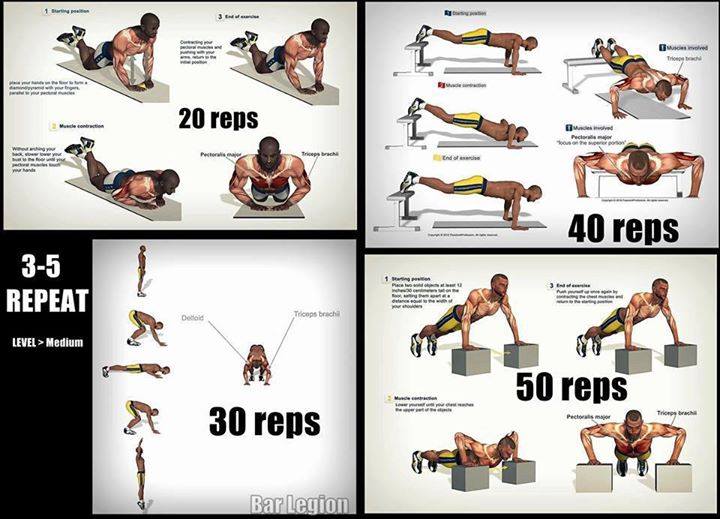 1 Starting position
3 End of exercise
Contracting your
pectoral muscles and
pushing with your
arms, return to the
initial position
place your hands on the floor to form a
diamond/pyramid with your fingers,
parallel to your pectoral muscles
20 reps
2 Muscle contraction
Without arching your
back, slower lower your
bust to the floor until your
pectoral muscles touch
your hands
Pectoralis major
Triceps brachii
1 Starting position
Muscles involved
Triceps brachii
2 Muscle contraction
Muscles involved
Pectoralis major
"focus on the superior portion"
End of exercise
40 reps
3-5
REPEAT
LEVEL > Medium
Deltoid
Triceps brachii
30 reps
Bar Legion
1 Starting position
Place two solid objects at least 12
inches/30 centimeters tall on the
floor, setting them apart at a
distance equal to the width of
your shoulders
3 End of exercise
Push yourself up once again by
contracting the chest muscles and
return to the starting position
50 reps
2 Muscle contraction
Lower yourself until your chest reaches
the upper part of the objects
Pectoralis major
Triceps brachii